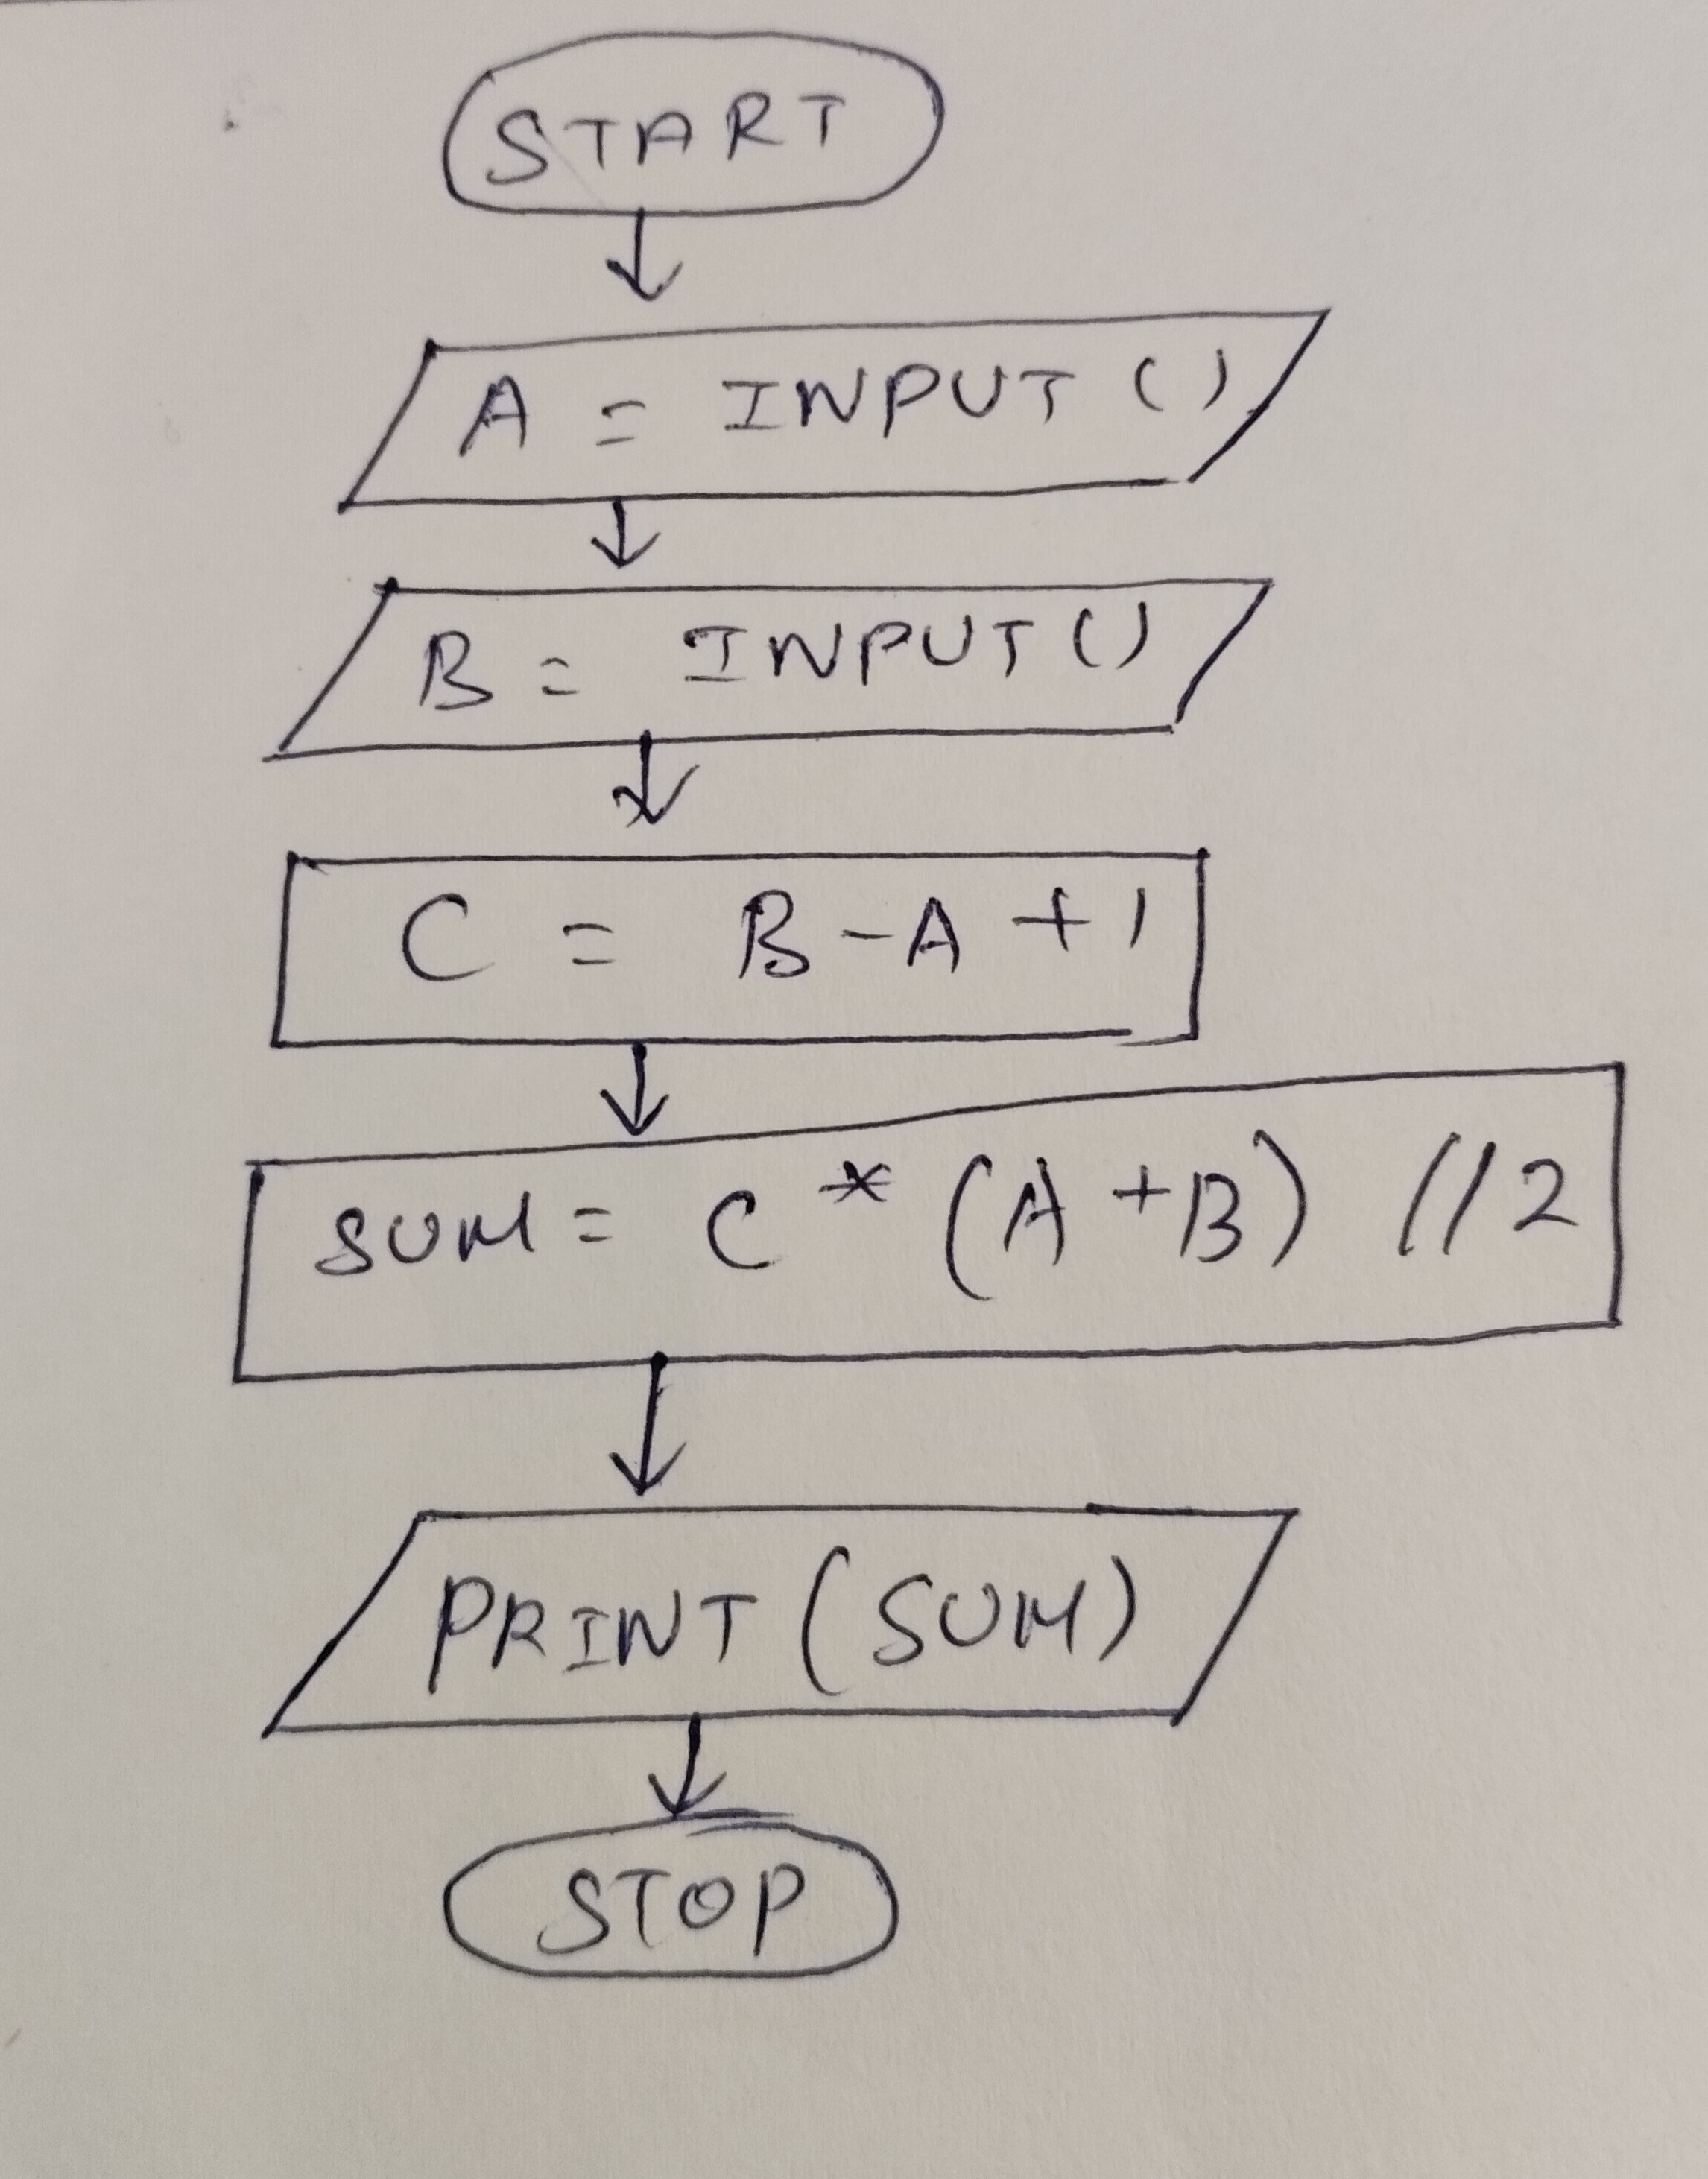 START
A = INPUT ()
B = INPUT ()
C = B - A + 1
SUM = C * (A + B) // 2
PRINT (SUM)
STOP